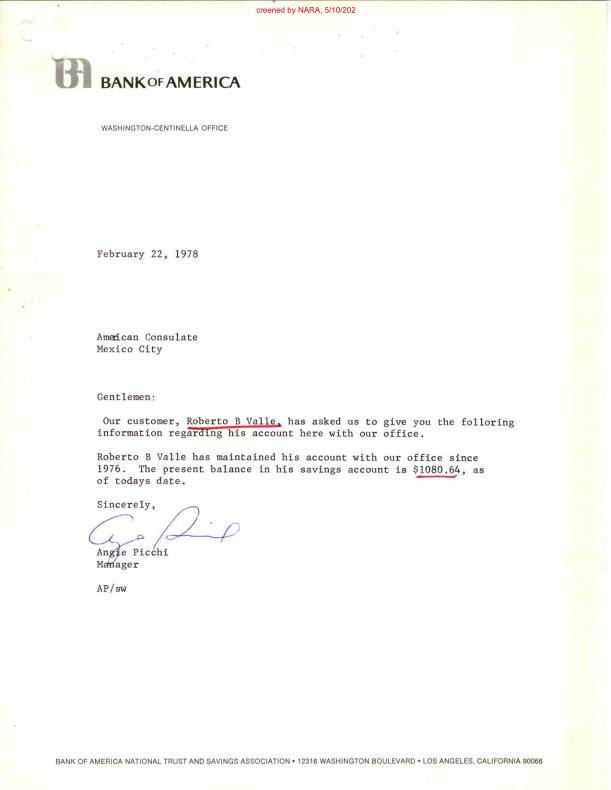 creened by NARA, 5/10/202
BA BANK OF AMERICA
WASHINGTON-CENTINELLA OFFICE
February 22, 1978
American Consulate
Mexico City
Gentlemen:
Our customer, Roberto B Valle, has asked us to give you the folloring
information regarding his account here with our office.
Roberto B Valle has maintained his account with our office since
1976. The present balance in his savings account is $1080.64, as
of todays date.
Sincerely,
Angie Picchi
Manager
AP/sw
BANK OF AMERICA NATIONAL TRUST AND SAVINGS ASSOCIATION • 12316 WASHINGTON BOULEVARD • LOS ANGELES, CALIFORNIA 90066